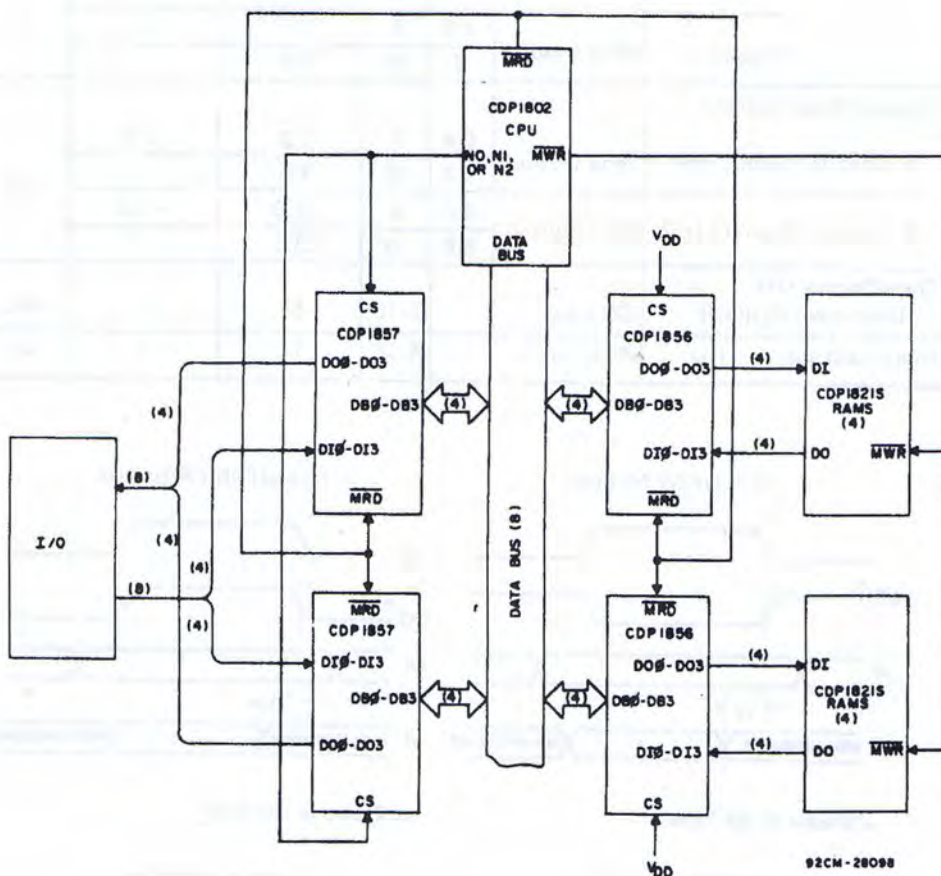 MRD
CDP1802
CPU
N0, N1,
OR N2
MWR
DATA
BUS
VDD
CS
CDP1857
DOØ-DO3
DBØ-DB3
(4)
DIØ-DI3
MRD
CS
CDP1856
DOØ-DO3
(4)
DBØ-DB3
(4)
DIØ-DI3
(4)
MRD
DI
CDP1821S
RAMS
(4)
DO
MWR
I/O
(4)
(8)
(4)
(4)
(8)
(4)
DATA BUS (8)
MRD
CDP1857
DIØ-DI3
DBØ-DB3
(4)
DOØ-DO3
CS
MRD
CDP1856
DOØ-DO3
(4)
(4)
DBØ-DB3
DIØ-DI3
(4)
CS
VDD
DI
CDP1821S
RAMS
(4)
DO
MWR
92CM-28098